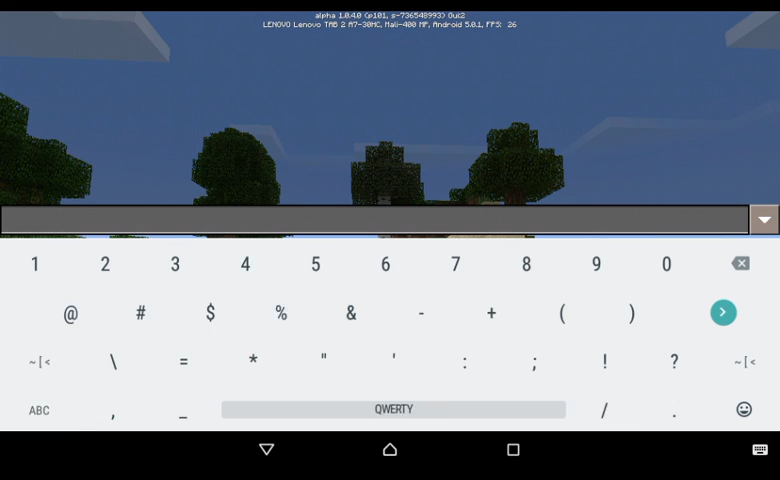 alpha 1.0.4.0 (p101, s-736548993) Oui2
LENOVO Lenovo TAB 2 A7-30HC, Mali-400 MP, Android 5.0.1, FPS: 26
1 2 3 4 5 6 7 8 9 0
@ # $ % & - + ( )
~ [ < \ = * " ' : ; ! ? ~ [ <
ABC , _ QWERTY / .